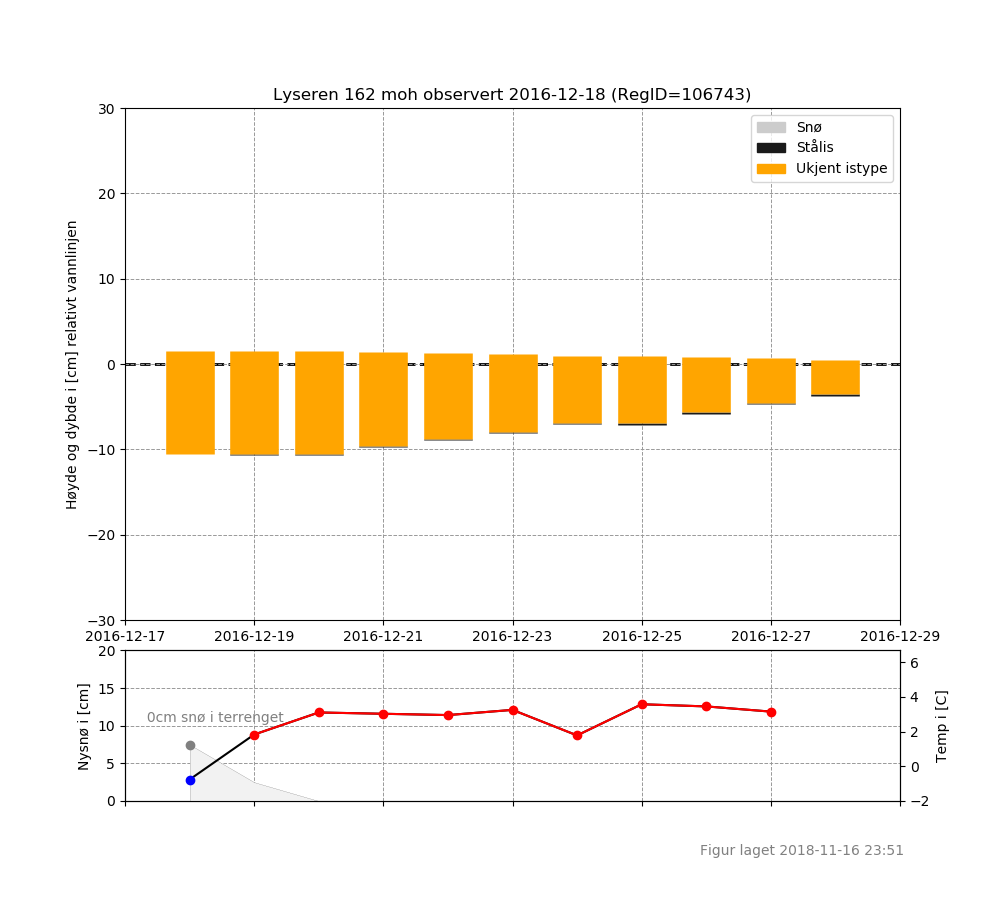 Lyseren 162 moh observert 2016-12-18 (RegID=106743)
Snø
Stålis
Ukjent istype
Høyde og dybde i [cm] relativt vannlinjen
30
20
10
0
−10
−20
−30
2016-12-17 2016-12-19 2016-12-21 2016-12-23 2016-12-25 2016-12-27 2016-12-29
Nysnø i [cm]
20
15
10
5
0
0cm snø i terrenget
6
4
2
0
−2
Temp i [C]
Figur laget 2018-11-16 23:51